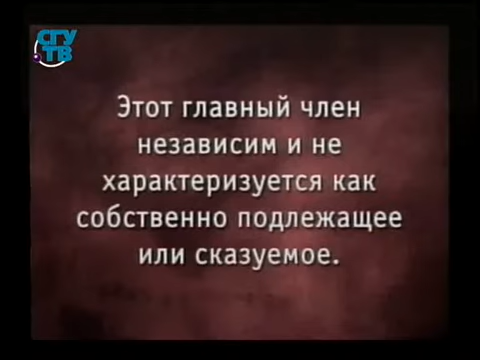 СГУ
ТВ
Этот главный член
независим и не
характеризуется как
собственно подлежащее
или сказуемое.